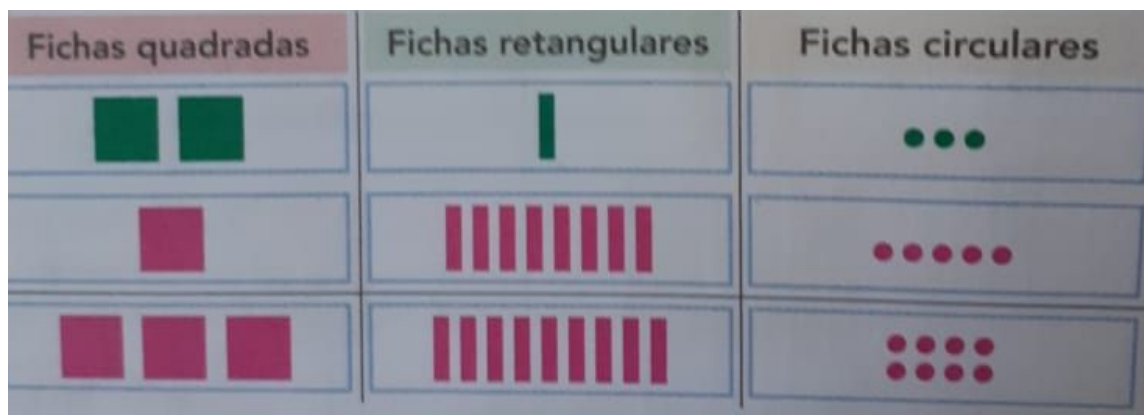 Fichas quadradas
Fichas retangulares
Fichas circulares